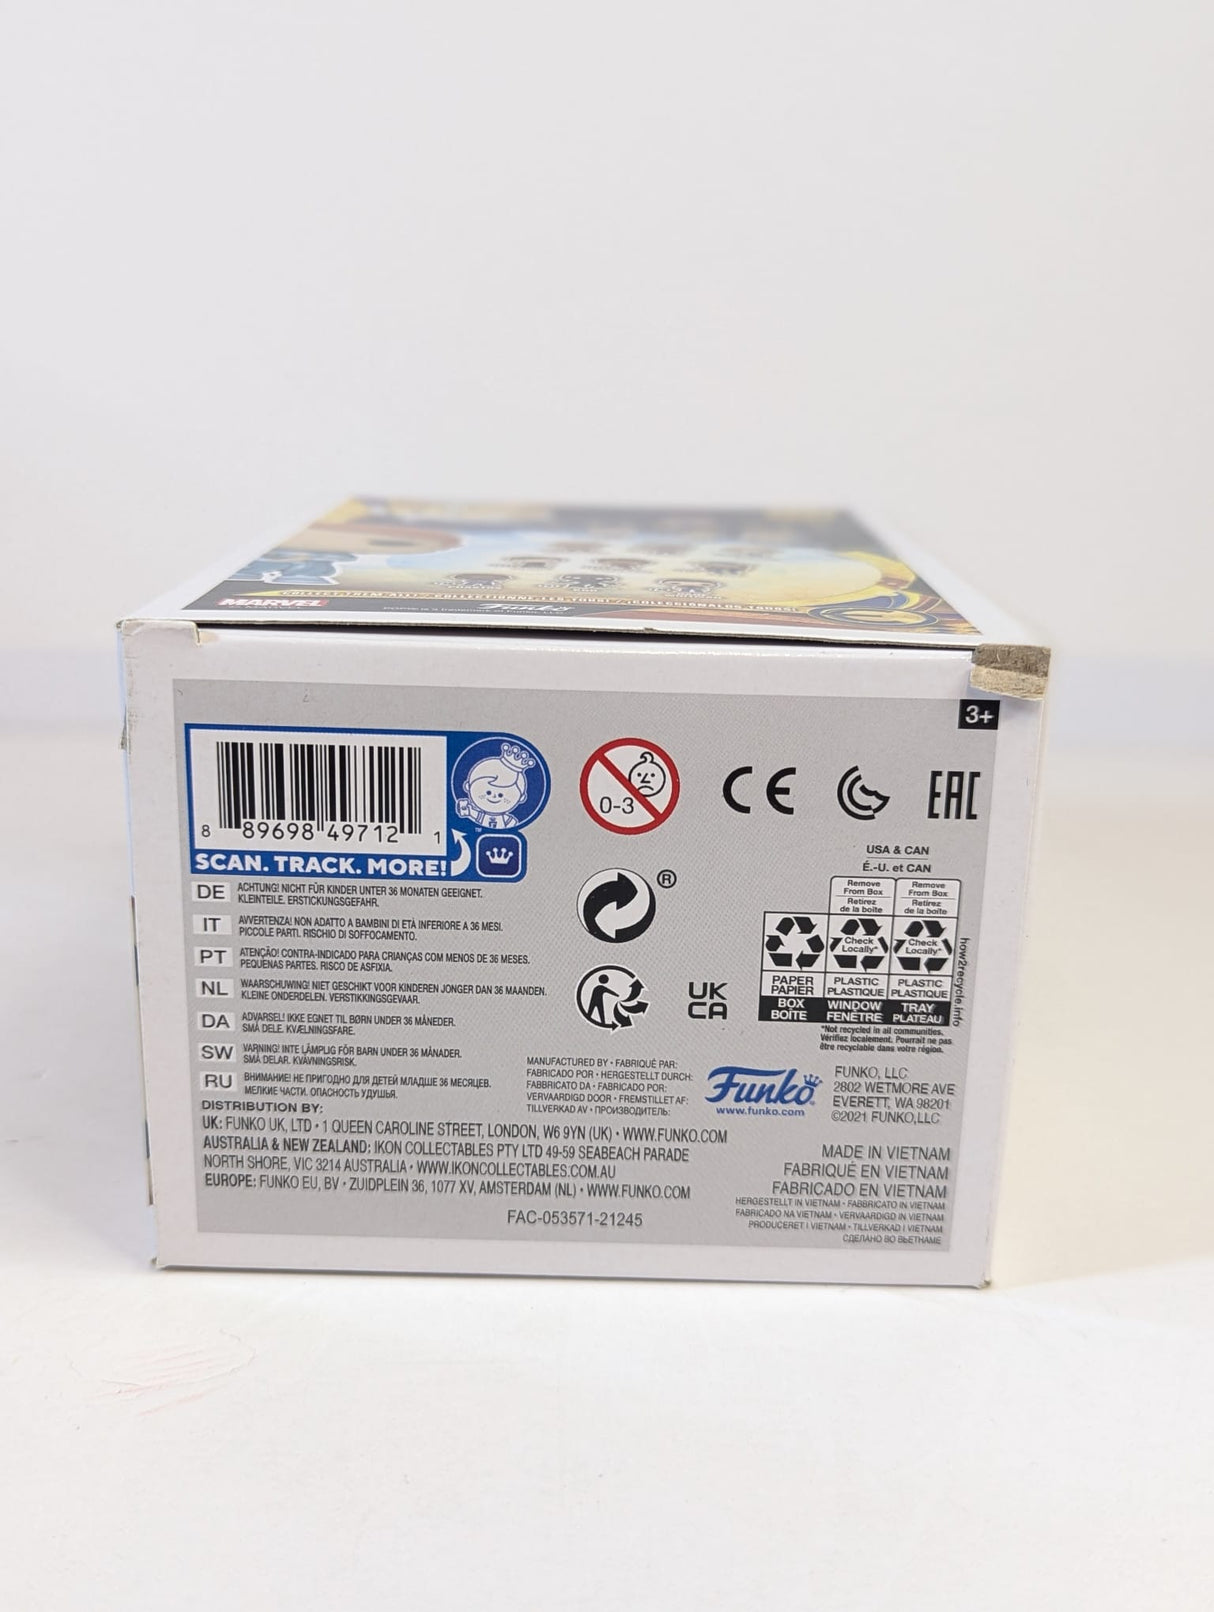 MARVEL
COLLECT THEM ALL! / COLLECTIONNE-LES TOUS! / ¡COLECCIONALOS TODOS!
Funko
3+
8 89698 49712 1
SCAN. TRACK. MORE!
™
0-3
CE
EAC
®
UK
CA
DE ACHTUNG! NICHT FÜR KINDER UNTER 36 MONATEN GEEIGNET.
KLEINTEILE. ERSTICKUNGSGEFAHR.
IT AVVERTENZA! NON ADATTO A BAMBINI DI ETÀ INFERIORE A 36 MESI.
PICCOLE PARTI. RISCHIO DI SOFFOCAMENTO.
PT ATENÇÃO! CONTRA-INDICADO PARA CRIANÇAS COM MENOS DE 36 MESES.
PEQUENAS PARTES. RISCO DE ASFIXIA.
NL WAARSCHUWING! NIET GESCHIKT VOOR KINDEREN JONGER DAN 36 MAANDEN.
KLEINE ONDERDELEN. VERSTIKKINGSGEVAAR.
DA ADVARSEL! IKKE EGNET TIL BØRN UNDER 36 MÅNEDER.
SMÅ DELE. KVÆLNINGSFARE.
SW VARNING! INTE LÄMPLIG FÖR BARN UNDER 36 MÅNADER.
SMÅ DELAR. KVÄVNINGSRISK.
RU ВНИМАНИЕ! НЕ ПРИГОДНО ДЛЯ ДЕТЕЙ МЛАДШЕ 36 МЕСЯЦЕВ.
МЕЛКИЕ ЧАСТИ. ОПАСНОСТЬ УДУШЬЯ.
USA & CAN
É.-U. et CAN
Remove
From Box
Retirez
de la boîte
Remove
From Box
Retirez
de la boîte
Check
Locally*
Check
Locally*
PAPER
PAPIER
PLASTIC
PLASTIQUE
PLASTIC
PLASTIQUE
BOX
BOÎTE
WINDOW
FENÊTRE
TRAY
PLATEAU
how2recycle.info
*Not recycled in all communities.
Vérifiez localement. Pourrait ne pas
être recyclable dans votre région.
MANUFACTURED BY • FABRIQUÉ PAR:
FABRICADO POR • HERGESTELLT DURCH:
FABBRICATO DA • FABRICADO POR:
VERVAARDIGD DOOR • FREMSTILLET AF:
TILLVERKAD AV • ПРОИЗВОДИТЕЛЬ:
Funko
www.funko.com
FUNKO, LLC
2802 WETMORE AVE
EVERETT, WA 98201
©2021 FUNKO,LLC
DISTRIBUTION BY:
UK: FUNKO UK, LTD • 1 QUEEN CAROLINE STREET, LONDON, W6 9YN (UK) • WWW.FUNKO.COM
AUSTRALIA & NEW ZEALAND: IKON COLLECTABLES PTY LTD 49-59 SEABEACH PARADE
NORTH SHORE, VIC 3214 AUSTRALIA • WWW.IKONCOLLECTABLES.COM.AU
EUROPE: FUNKO EU, BV • ZUIDPLEIN 36, 1077 XV, AMSTERDAM (NL) • WWW.FUNKO.COM
FAC-053571-21245
MADE IN VIETNAM
FABRIQUÉ EN VIETNAM
FABRICADO EN VIETNAM
HERGESTELLT IN VIETNAM • FABBRICATO IN VIETNAM
FABRICADO NA VIETNAM • VERVAARDIGD IN VIETNAM
PRODUCERET I VIETNAM • TILLVERKAD I VIETNAM
СДЕЛАНО ВО ВЬЕТНАМЕ